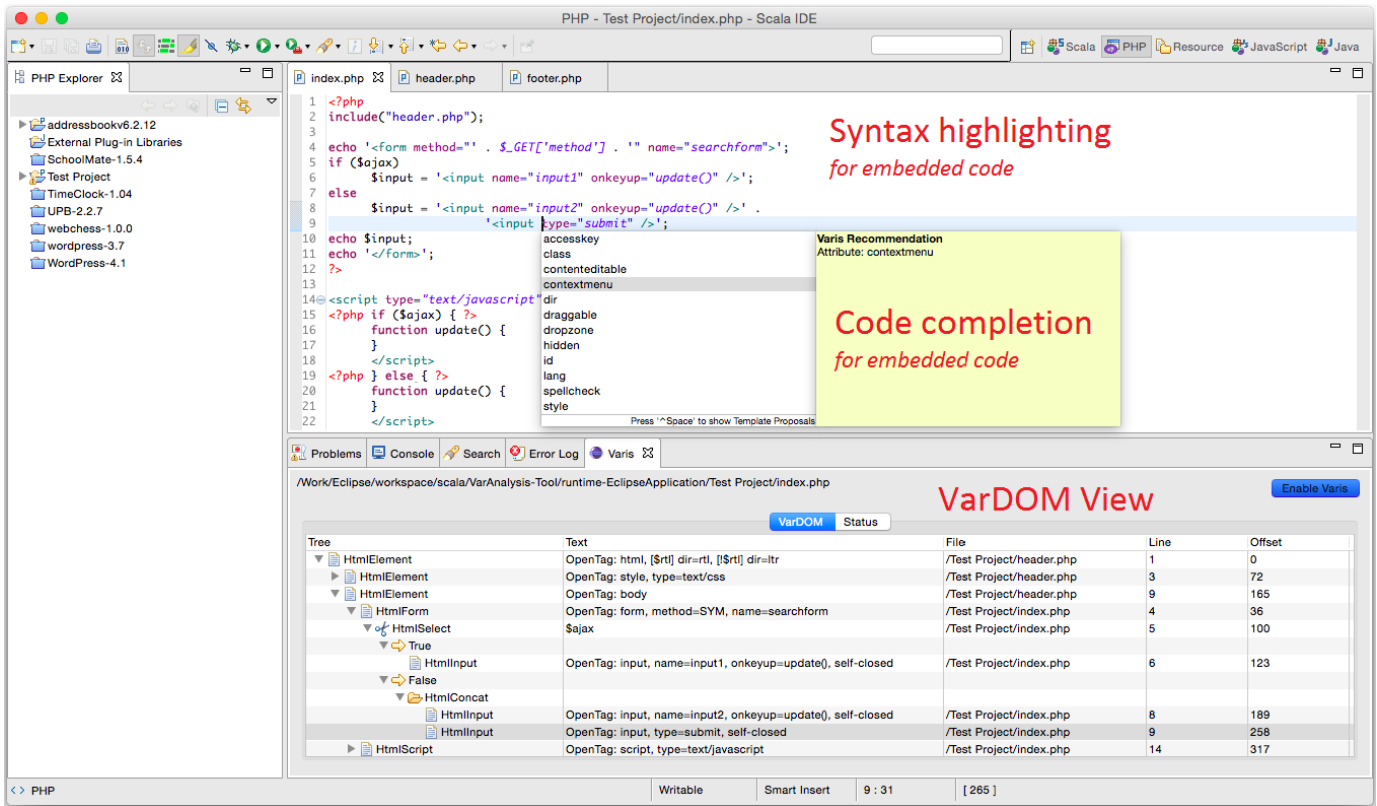 PHP - Test Project/index.php - Scala IDE
Scala PHP Resource JavaScript Java
PHP Explorer
index.php header.php footer.php
addressbookv6.2.12
External Plug-in Libraries
SchoolMate-1.5.4
Test Project
TimeClock-1.04
UPB-2.2.7
webchess-1.0.0
wordpress-3.7
WordPress-4.1
1 <?php
2 include("header.php");
3
4 echo '<form method="' . $_GET['method'] . '" name="searchform">';
5 if ($ajax)
6 $input = '<input name="input1" onkeyup="update()" />';
7 else
8 $input = '<input name="input2" onkeyup="update()" />' .
9 '<input type="submit" />';
10 echo $input;
11 echo '</form>';
12 ?>
13
14 <script type="text/javascript"
15 <?php if ($ajax) { ?>
16 function update() {
17 }
18 </script>
19 <?php } else { ?>
20 function update() {
21 }
22 </script>
Syntax highlighting
for embedded code
accesskey
class
contenteditable
contextmenu
dir
draggable
dropzone
hidden
id
lang
spellcheck
style
Press '^Space' to show Template Proposals
Varis Recommendation
Attribute: contextmenu
Code completion
for embedded code
Problems Console Search Error Log Varis
/Work/Eclipse/workspace/scala/VarAnalysis-Tool/runtime-EclipseApplication/Test Project/index.php
VarDOM View
Enable Varis
VarDOM Status
Tree Text File Line Offset
HtmlElement OpenTag: html, [$rtl] dir=rtl, [!$rtl] dir=ltr /Test Project/header.php 1 0
HtmlElement OpenTag: style, type=text/css /Test Project/header.php 3 72
HtmlElement OpenTag: body /Test Project/header.php 9 165
HtmlForm OpenTag: form, method=SYM, name=searchform /Test Project/index.php 4 36
HtmlSelect $ajax /Test Project/index.php 5 100
True
HtmlInput OpenTag: input, name=input1, onkeyup=update(), self-closed /Test Project/index.php 6 123
False
HtmlConcat
HtmlInput OpenTag: input, name=input2, onkeyup=update(), self-closed /Test Project/index.php 8 189
HtmlInput OpenTag: input, type=submit, self-closed /Test Project/index.php 9 258
HtmlScript OpenTag: script, type=text/javascript /Test Project/index.php 14 317
PHP Writable Smart Insert 9 : 31 [ 265 ]